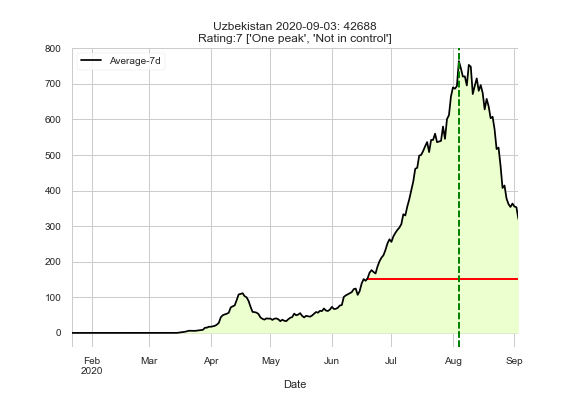 Uzbekistan 2020-09-03: 42688
Rating:7 ['One peak', 'Not in control']
Average-7d
800
700
600
500
400
300
200
100
0
Feb
2020
Mar
Apr
May
Jun
Jul
Aug
Sep
Date